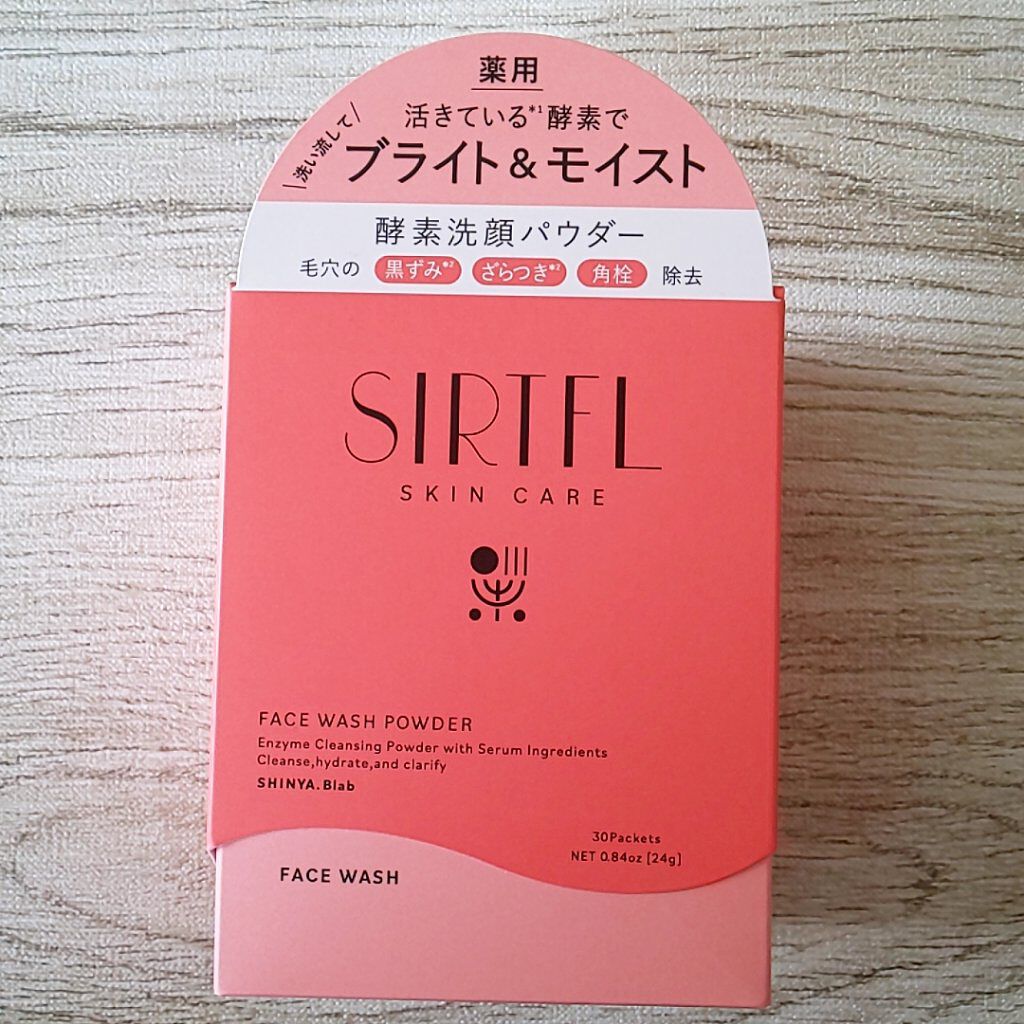 薬用
活きている*1酵素で
洗い流して
ブライト&モイスト
酵素洗顔パウダー
毛穴の 黒ずみ*2 ざらつき*2 角栓 除去
SIRTFL
SKIN CARE
FACE WASH POWDER
Enzyme Cleansing Powder with Serum Ingredients
Cleanse,hydrate,and clarify
SHINYA.Blab
30Packets
NET 0.84oz [24g]
FACE WASH